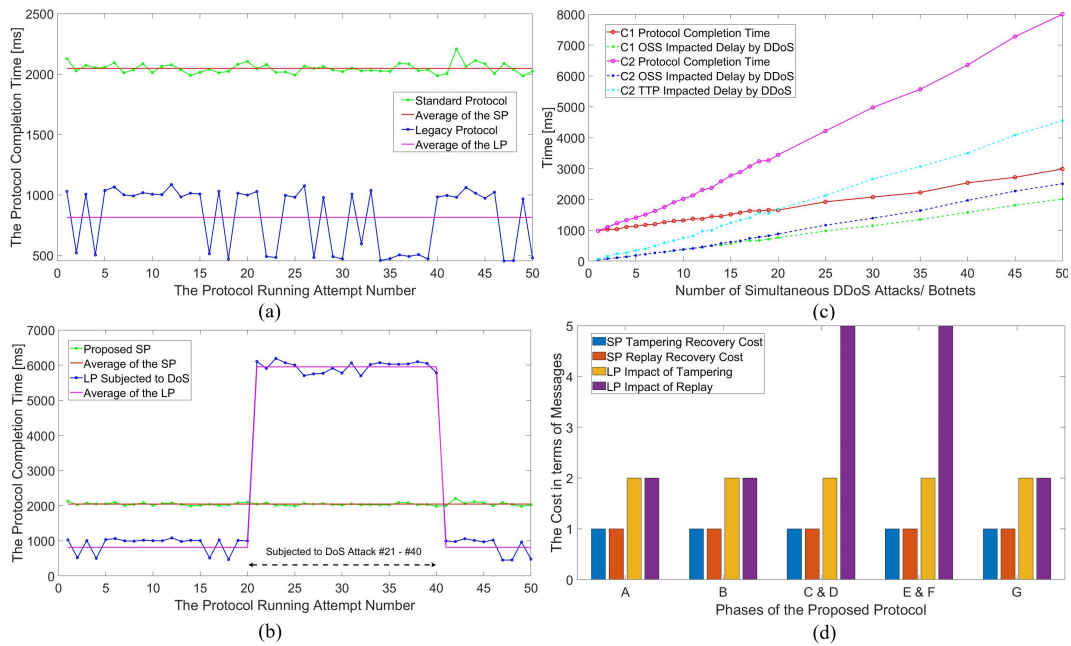 2500
2000
1500
1000
500
The Protocol Completion Time [ms]
Standard Protocol
Average of the SP
Legacy Protocol
Average of the LP
0 5 10 15 20 25 30 35 40 45 50
The Protocol Running Attempt Number
(a)
8000
7000
6000
5000
4000
3000
2000
1000
0
Time [ms]
C1 Protocol Completion Time
C1 OSS Impacted Delay by DDoS
C2 Protocol Completion Time
C2 OSS Impacted Delay by DDoS
C2 TTP Impacted Delay by DDoS
0 5 10 15 20 25 30 35 40 45 50
Number of Simultaneous DDoS Attacks/ Botnets
(c)
7000
6000
5000
4000
3000
2000
1000
0
The Protocol Completion Time [ms]
Proposed SP
Average of the SP
LP Subjected to DoS
Average of the LP
Subjected to DoS Attack #21 - #40
0 5 10 15 20 25 30 35 40 45 50
The Protocol Running Attempt Number
(b)
5
4
3
2
1
0
The Cost in terms of Messages
SP Tampering Recovery Cost
SP Replay Recovery Cost
LP Impact of Tampering
LP Impact of Replay
A B C & D E & F G
Phases of the Proposed Protocol
(d)